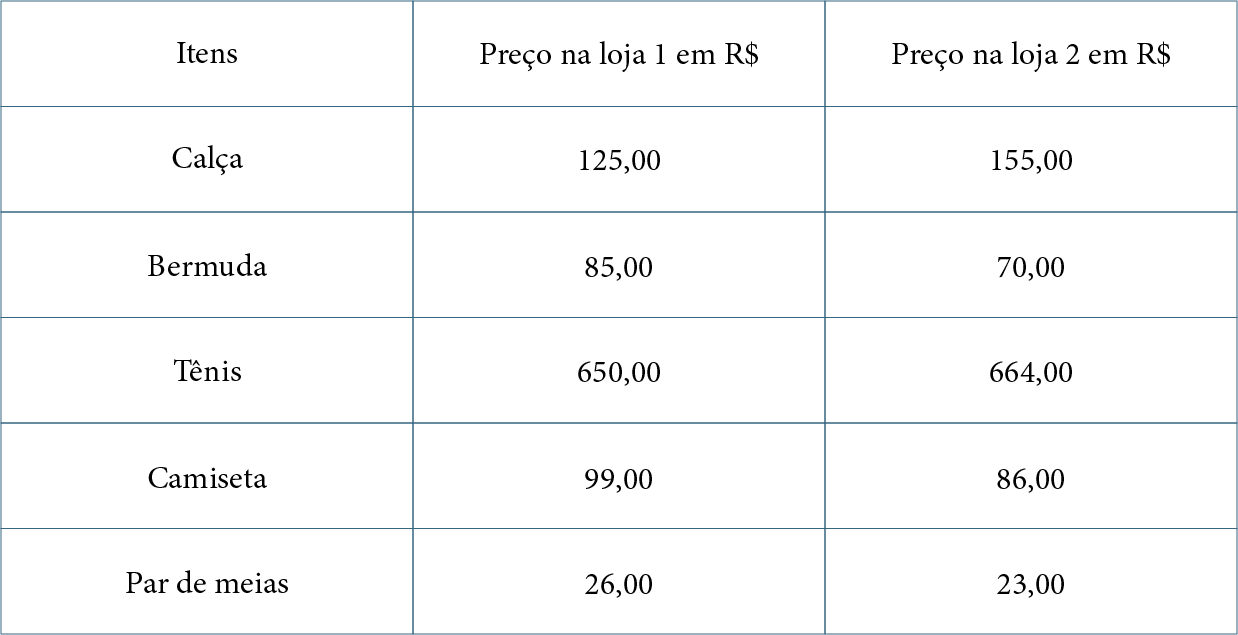 Itens Preço na loja 1 em R$ Preço na loja 2 em R$
Calça 125,00 155,00
Bermuda 85,00 70,00
Tênis 650,00 664,00
Camiseta 99,00 86,00
Par de meias 26,00 23,00